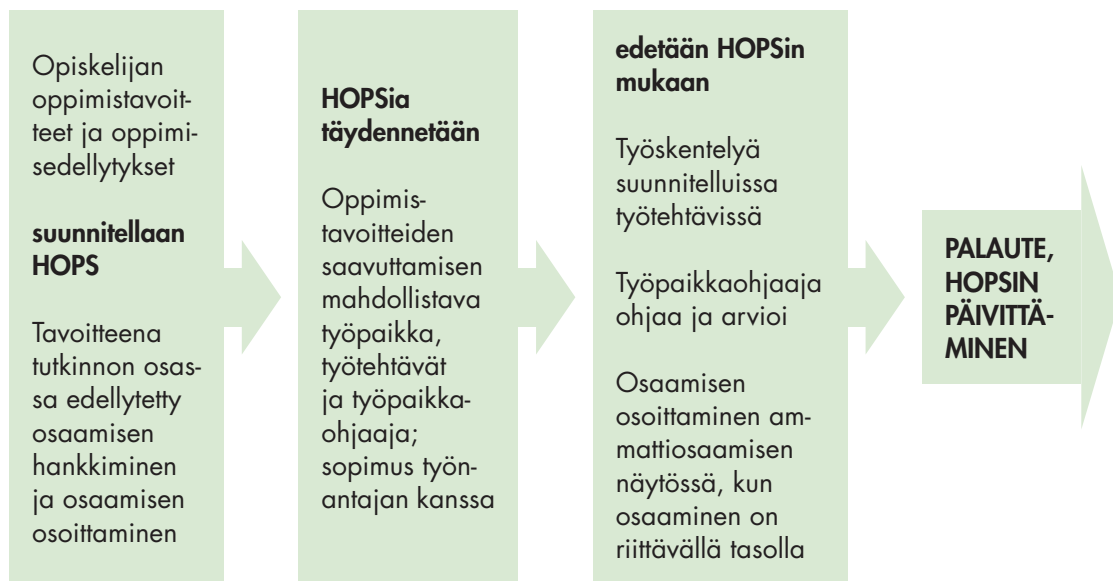 Opiskelijan
oppimistavoit-
teet ja oppimi-
sedellytykset
suunnitellaan
HOPS
Tavoitteena
tutkinnon osas-
sa edellytetty
osaamisen
hankkiminen
ja osaamisen
osoittaminen
HOPSia
täydennetään
Oppimis-
tavoitteiden
saavuttamisen
mahdollistava
työpaikka,
työtehtävät
ja työpaikka-
ohjaaja;
sopimus työn-
antajan kanssa
edetään HOPSin
mukaan
Työskentelyä
suunnitelluissa
työtehtävissä
Työpaikkaohjaaja
ohjaa ja arvioi
Osaamisen
osoittaminen am-
mattiosaamisen
näytössä, kun
osaaminen on
riittävällä tasolla
PALAUTE,
HOPSIN
PÄIVITTÄ-
MINEN